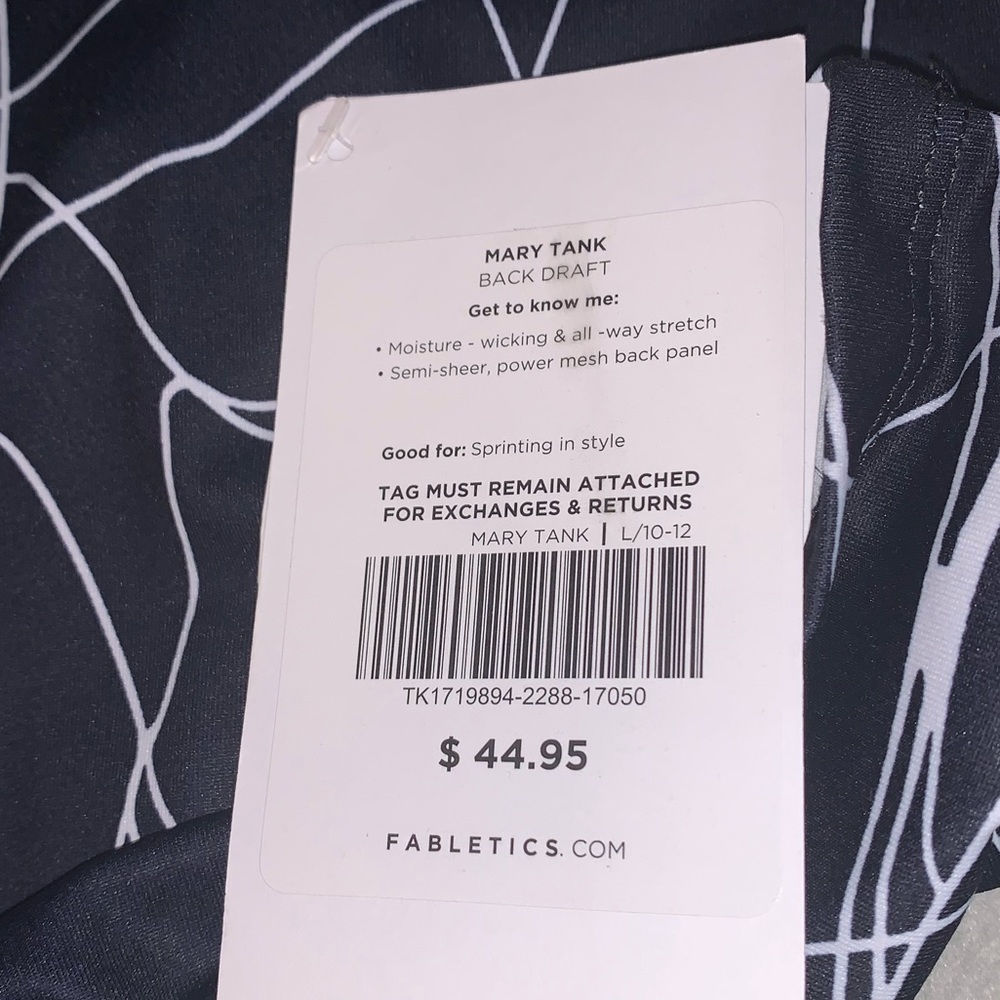 MARY TANK
BACK DRAFT
Get to know me:
• Moisture - wicking & all -way stretch
• Semi-sheer, power mesh back panel
Good for: Sprinting in style
TAG MUST REMAIN ATTACHED
FOR EXCHANGES & RETURNS
MARY TANK | L/10-12
TK1719894-2288-17050
$ 44.95
FABLETICS. COM